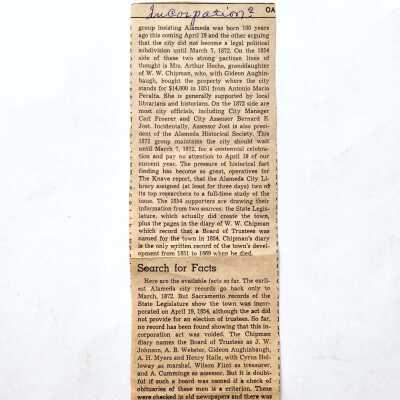 Incorpation?
OA
group insisting Alameda was born 100 years
ago this coming April 19 and the other arguing
that the city did not become a legal political
subdivision until March 7, 1872. On the 1854
side of these two strong partisan lines of
thought is Mrs. Arthur Hecht, granddaughter
of W. W. Chipman, who, with Gideon Aughin-
baugh, bought the property where the city
stands for $14,000 in 1851 from Antonio Maria
Peralta. She is generally supported by local
librarians and historians. On the 1872 side are
most city officials, including City Manager
Carl Froerer and City Assessor Bernard E.
Jost. Incidentally, Assessor Jost is also presi-
dent of the Alameda Historical Society. This
1872 group maintains the city should wait
until March 7, 1972, for a centennial celebra-
tion and pay no attention to April 19 of our
current year. The pressure of historical fact
finding has become so great, operatives for
The Knave report, that the Alameda City Li-
brary assigned (at least for three days) two of
its top researchers to a full-time study of the
issue. The 1854 supporters are drawing their
information from two sources: the State Legis-
lature, which actually did create the town,
plus the pages in the diary of W. W. Chipman
which record that a Board of Trustees was
named for the town in 1854. Chipman's diary
is the only written record of the town's devel-
opment from 1851 to 1869 when he died.
Search for Facts
Here are the available facts so far. The earli-
est Alameda city records go back only to
March, 1872. But Sacramento records of the
State Legislature show the town was incor-
porated on April 19, 1854, although the act did
not provide for an election of trustees. So far,
no record has been found showing that this in-
corporation act was voided. The Chipman
diary names the Board of Trustees as J. W.
Johnson, A. B. Webster, Gideon Aughinbaugh,
A. H. Myers and Henry Haile, with Cyrus Hol-
loway as marshal, Wilson Flint as treasurer,
and A. Cummings as assessor. But it is doubt-
ful if such a board was named if a check of
obituaries of these men is a criterion. These
were checked in old newspapers and there was